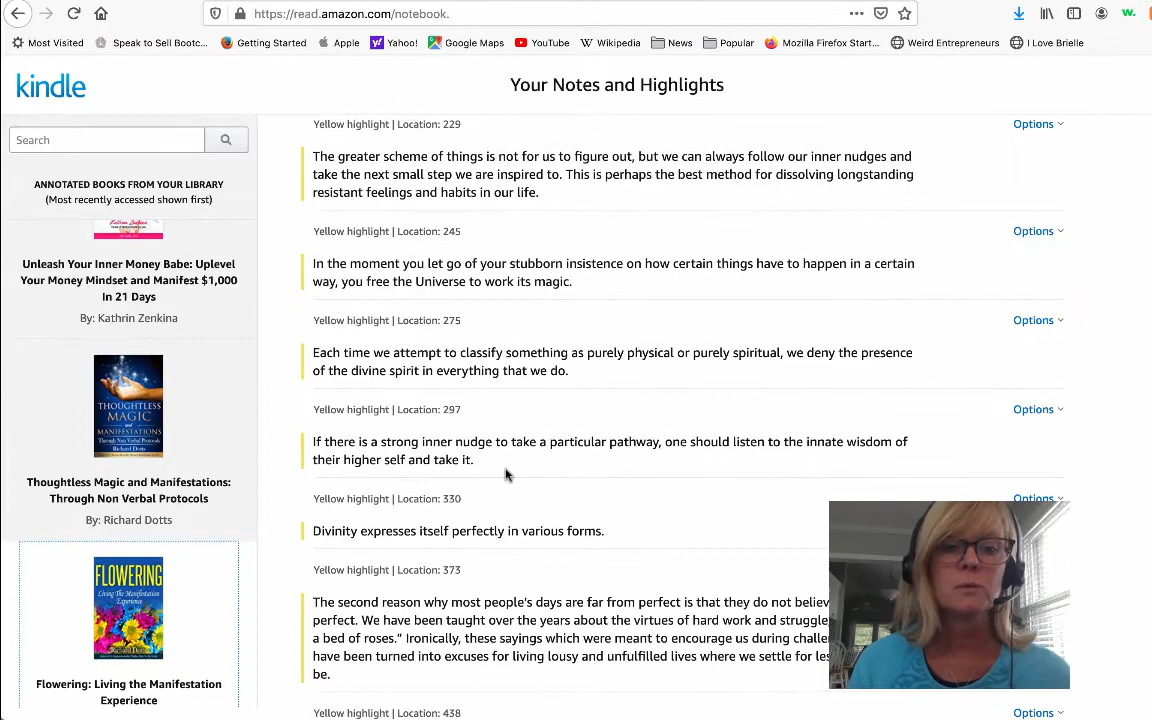 https://read.amazon.com/notebook.
Most Visited
Speak to Sell Bootc...
Getting Started
Apple
Yahoo!
Google Maps
YouTube
Wikipedia
News
Popular
Mozilla Firefox Start...
Weird Entrepreneurs
I Love Brielle
kindle
Your Notes and Highlights
Search
ANNOTATED BOOKS FROM YOUR LIBRARY
(Most recently accessed shown first)
Kathrin Zenkina
Unleash Your Inner Money Babe: Uplevel
Your Money Mindset and Manifest $1,000
In 21 Days
By: Kathrin Zenkina
THOUGHTLESS
MAGIC
and
MANIFESTATIONS
Through Non Verbal Protocols
Richard Dotts
Thoughtless Magic and Manifestations:
Through Non Verbal Protocols
By: Richard Dotts
FLOWERING
Living The Manifestation
Experience
Richard Dotts
Flowering: Living the Manifestation
Experience
Yellow highlight | Location: 229
Options
The greater scheme of things is not for us to figure out, but we can always follow our inner nudges and
take the next small step we are inspired to. This is perhaps the best method for dissolving longstanding
resistant feelings and habits in our life.
Yellow highlight | Location: 245
Options
In the moment you let go of your stubborn insistence on how certain things have to happen in a certain
way, you free the Universe to work its magic.
Yellow highlight | Location: 275
Options
Each time we attempt to classify something as purely physical or purely spiritual, we deny the presence
of the divine spirit in everything that we do.
Yellow highlight | Location: 297
Options
If there is a strong inner nudge to take a particular pathway, one should listen to the innate wisdom of
their higher self and take it.
Yellow highlight | Location: 330
Options
Divinity expresses itself perfectly in various forms.
Yellow highlight | Location: 373
The second reason why most people's days are far from perfect is that they do not believ
perfect. We have been taught over the years about the virtues of hard work and struggle
a bed of roses." Ironically, these sayings which were meant to encourage us during challe
have been turned into excuses for living lousy and unfulfilled lives where we settle for les
be.
Yellow highlight | Location: 438
Options